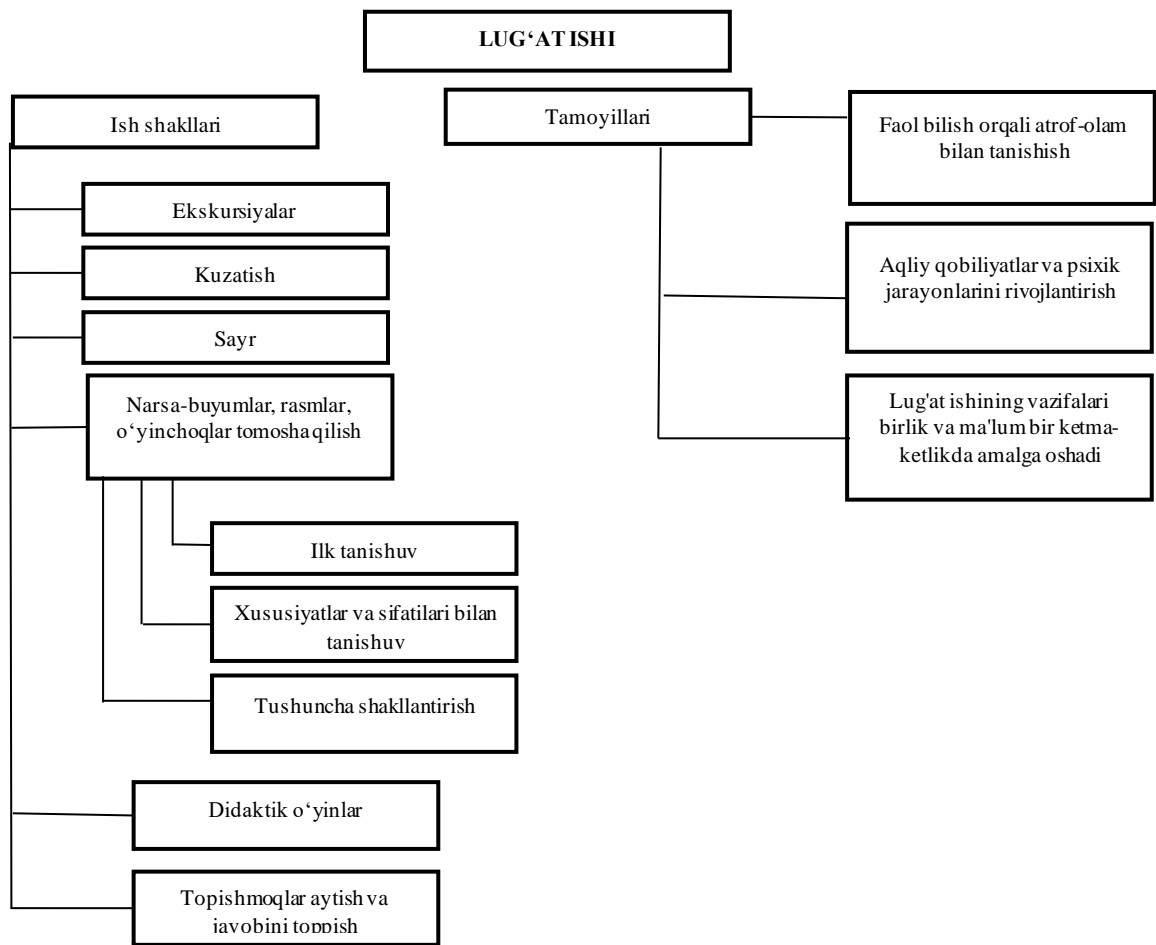 LUG‘AT ISHI
Ish shakllari
Ekskursiyalar
Kuzatish
Sayr
Narsa-buyumlar, rasmlar,
o‘yinchoqlar tomosha qilish
Ilk tanishuv
Xususiyatlar va sifatilari bilan
tanishuv
Tushuncha shakllantirish
Didaktik o‘yinlar
Topishmoqlar aytish va
javobini toppish
Tamoyillari
Faol bilish orqali atrof-olam
bilan tanishish
Aqliy qobiliyatlar va psixik
jarayonlarini rivojlantirish
Lug'at ishining vazifalari
birlik va ma'lum bir ketma-
ketlikda amalga oshadi